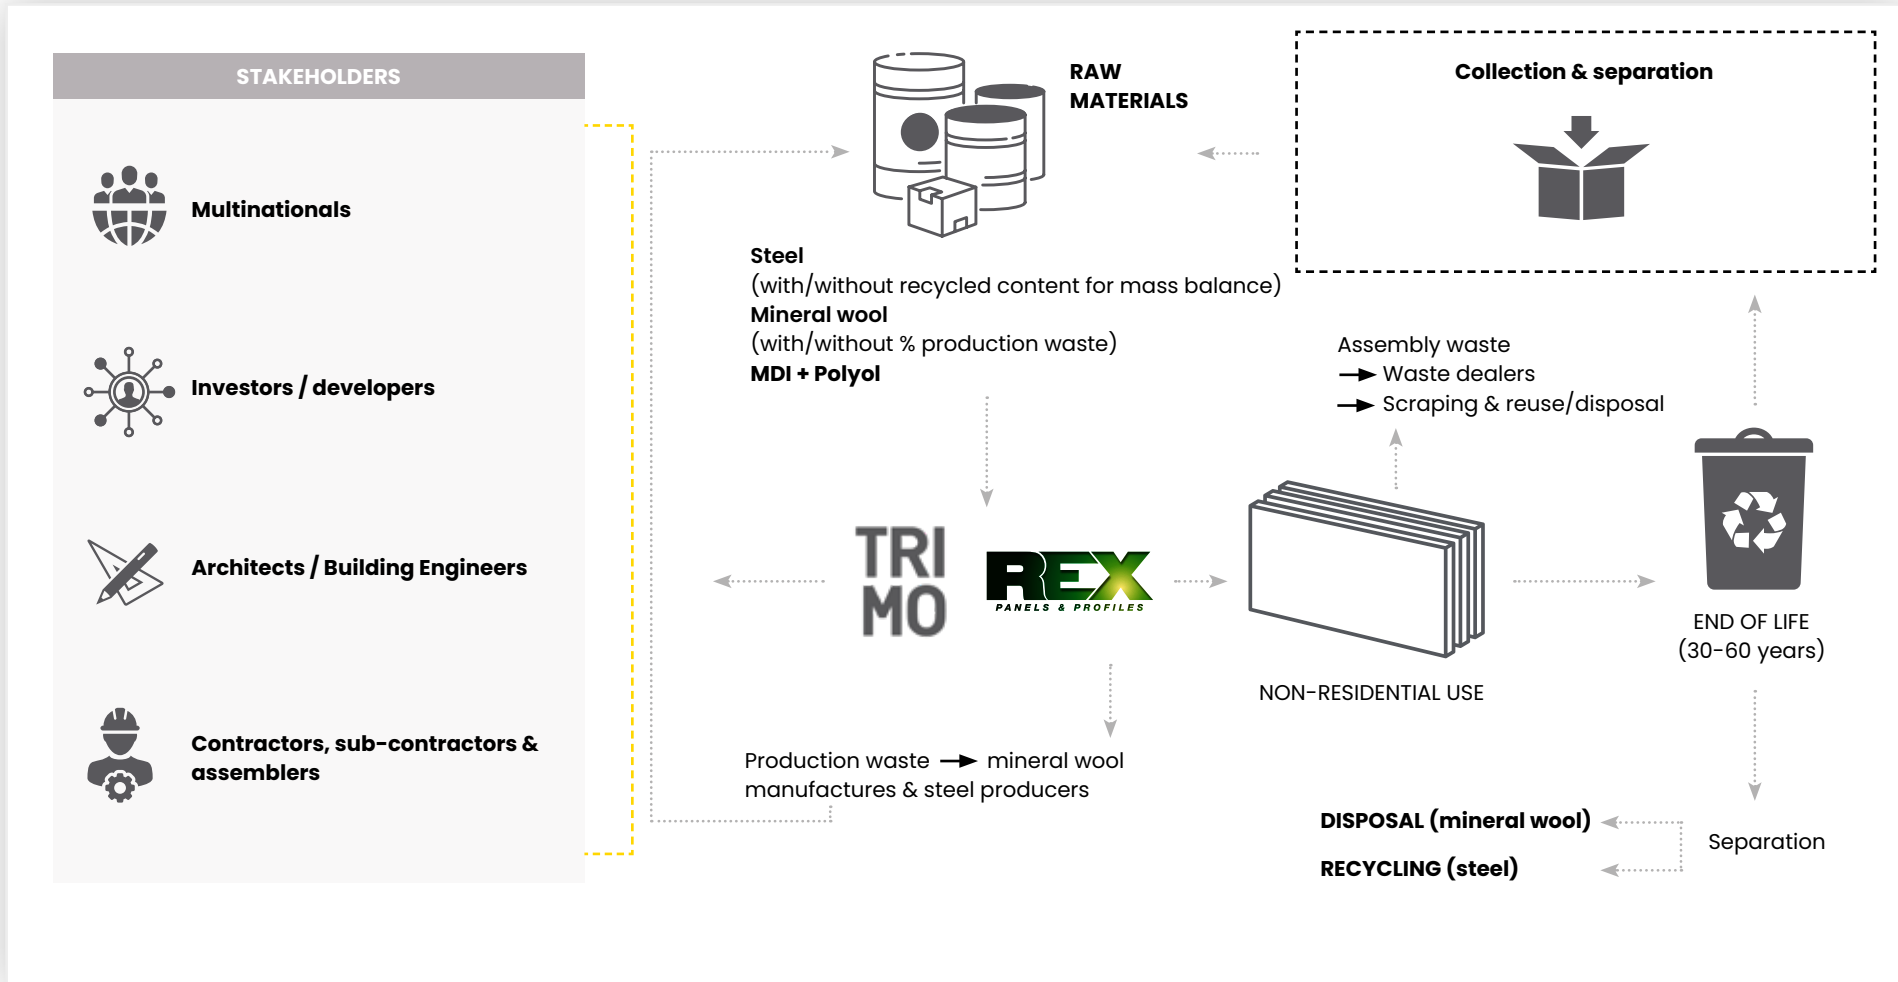 STAKEHOLDERS
Multinationals
Investors / developers
Architects / Building Engineers
Contractors, sub-contractors &
assemblers
RAW
MATERIALS
Steel
(with/without recycled content for mass balance)
Mineral wool
(with/without % production waste)
MDI + Polyol
Collection & separation
Assembly waste
Waste dealers
Scraping & reuse/disposal
TRI
MO
REX
PANELS & PROFILES
NON-RESIDENTIAL USE
END OF LIFE
(30-60 years)
Production waste → mineral wool
manufactures & steel producers
DISPOSAL (mineral wool)
RECYCLING (steel)
Separation